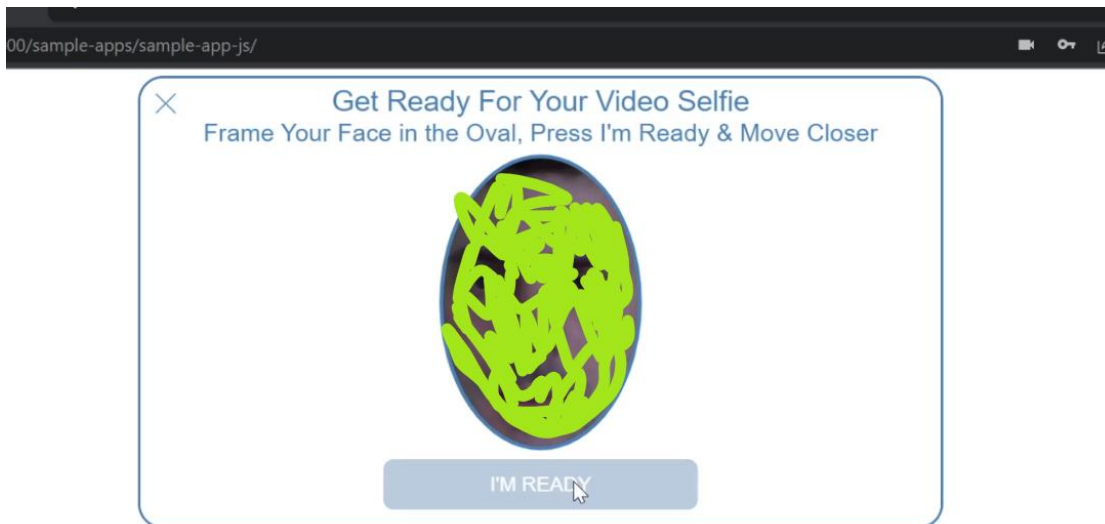 00/sample-apps/sample-app-js/
Get Ready For Your Video Selfie
Frame Your Face in the Oval, Press I'm Ready & Move Closer
I'M READY